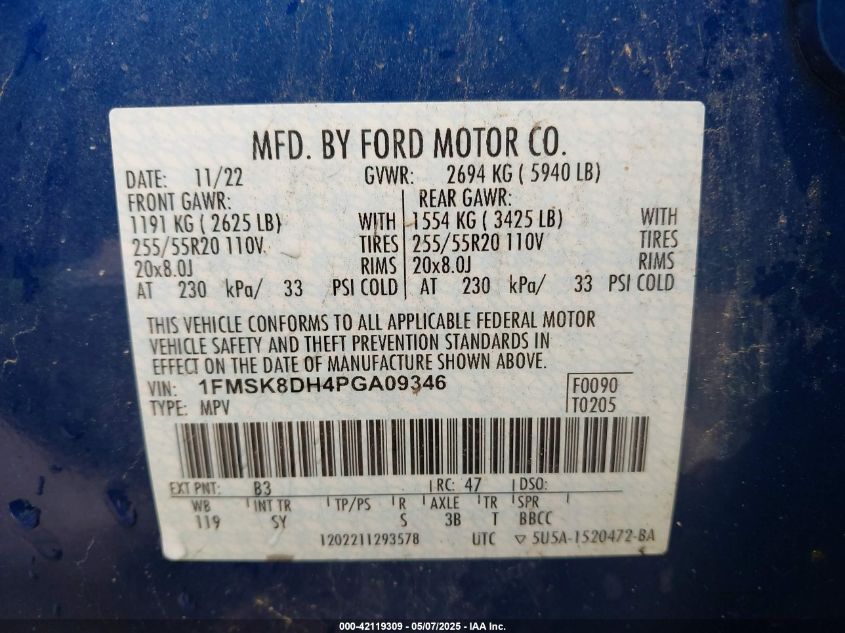 MFD. BY FORD MOTOR CO.
DATE: 11/22 GVWR: 2694 KG ( 5940 LB)
FRONT GAWR: REAR GAWR:
1191 KG ( 2625 LB) WITH 1554 KG ( 3425 LB) WITH
255/55R20 110V TIRES 255/55R20 110V TIRES
20x8.0J RIMS 20x8.0J RIMS
AT 230 kPa/ 33 PSI COLD AT 230 kPa/ 33 PSI COLD
THIS VEHICLE CONFORMS TO ALL APPLICABLE FEDERAL MOTOR
VEHICLE SAFETY AND THEFT PREVENTION STANDARDS IN
EFFECT ON THE DATE OF MANUFACTURE SHOWN ABOVE.
VIN: 1FMSK8DH4PGA09346 F0090
TYPE: MPV T0205
EXT PNT: B3 RC: 47 DSO:
WB INT TR TP/PS R AXLE TR SPR
119 SY S 3B T BBCC
1202211293578 UTC ▽ 5U5A-1520472-BA
000-42119309 - 05/07/2025 - IAA Inc.